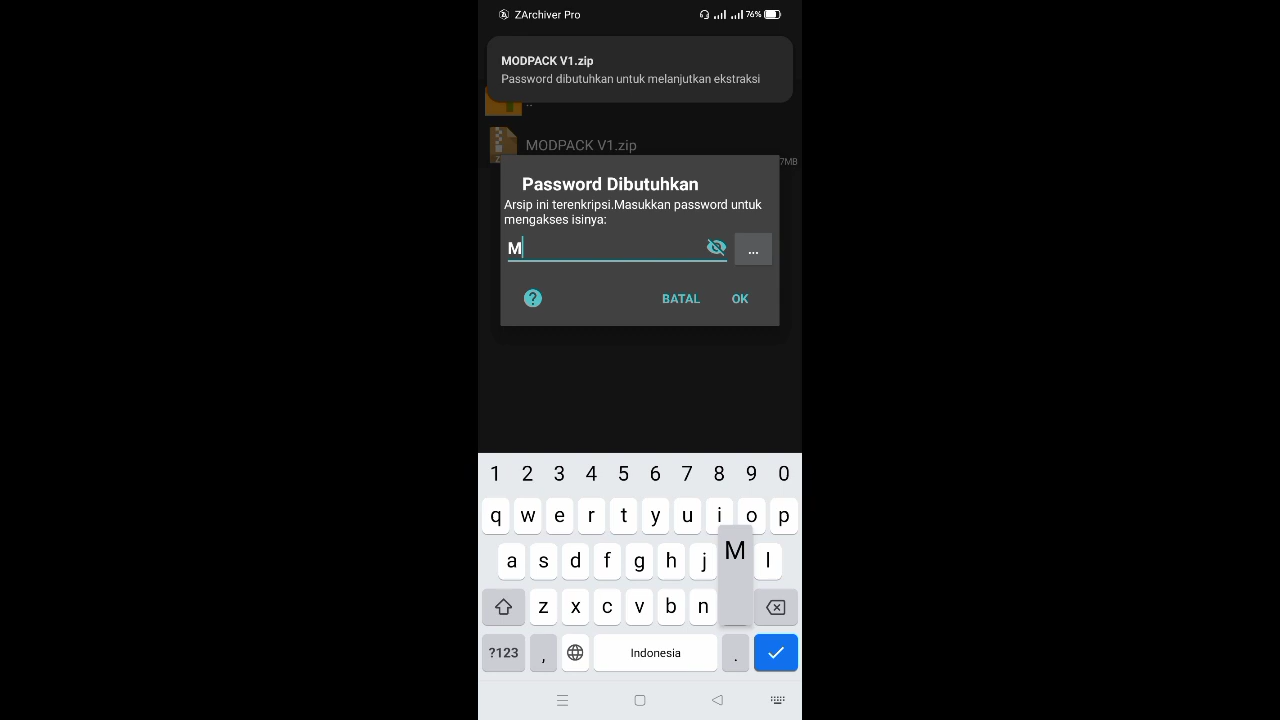 ZArchiver Pro 76%
MODPACK V1.zip
Password dibutuhkan untuk melanjutkan ekstraksi
..
MODPACK V1.zip
7MB
Password Dibutuhkan
Arsip ini terenkripsi.Masukkan password untuk
mengakses isinya:
M
...
? BATAL OK
1 2 3 4 5 6 7 8 9 0
q w e r t y u i o p
a s d f g h j M l
z x c v b n
?123 , Indonesia .